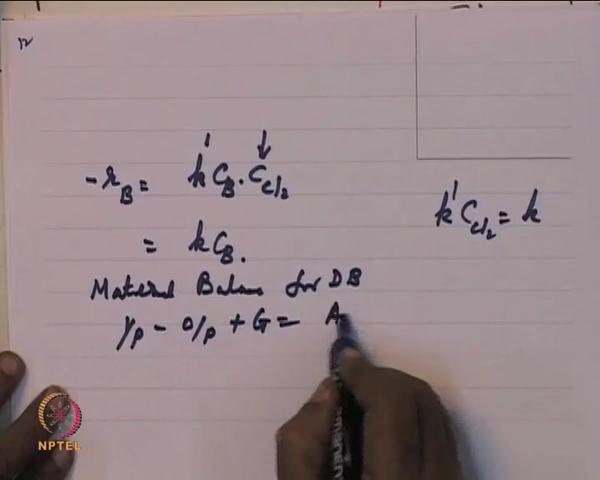 -r_B = k' C_B . C_Cl2
k' C_Cl2 = k
= k C_B.
Material Balance for DB
I/p - O/p + G = A
NPTEL